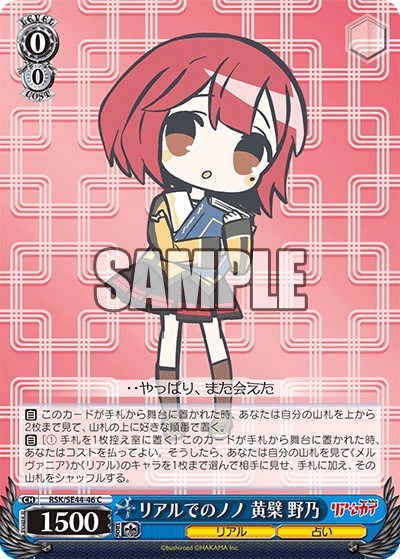 LEVEL
0
0
COST
SAMPLE
‥やっぱり、また会えた
自 このカードが手札から舞台に置かれた時、あなたは自分の山札を上から
2枚まで見て、山札の上に好きな順番で置く。
自 [① 手札を1枚控え室に置く] このカードが手札から舞台に置かれた時、
あなたはコストを払ってよい。そうしたら、あなたは自分の山札を見て《メル
ヴァニア》か《リアル》のキャラを1枚まで選んで相手に見せ、手札に加え、その
山札をシャッフルする。
CH RSK/SE44-46 C
1500
リアルでのノノ 黄檗 野乃
リアル 占い
©bushiroad ©HAKAMA Inc.